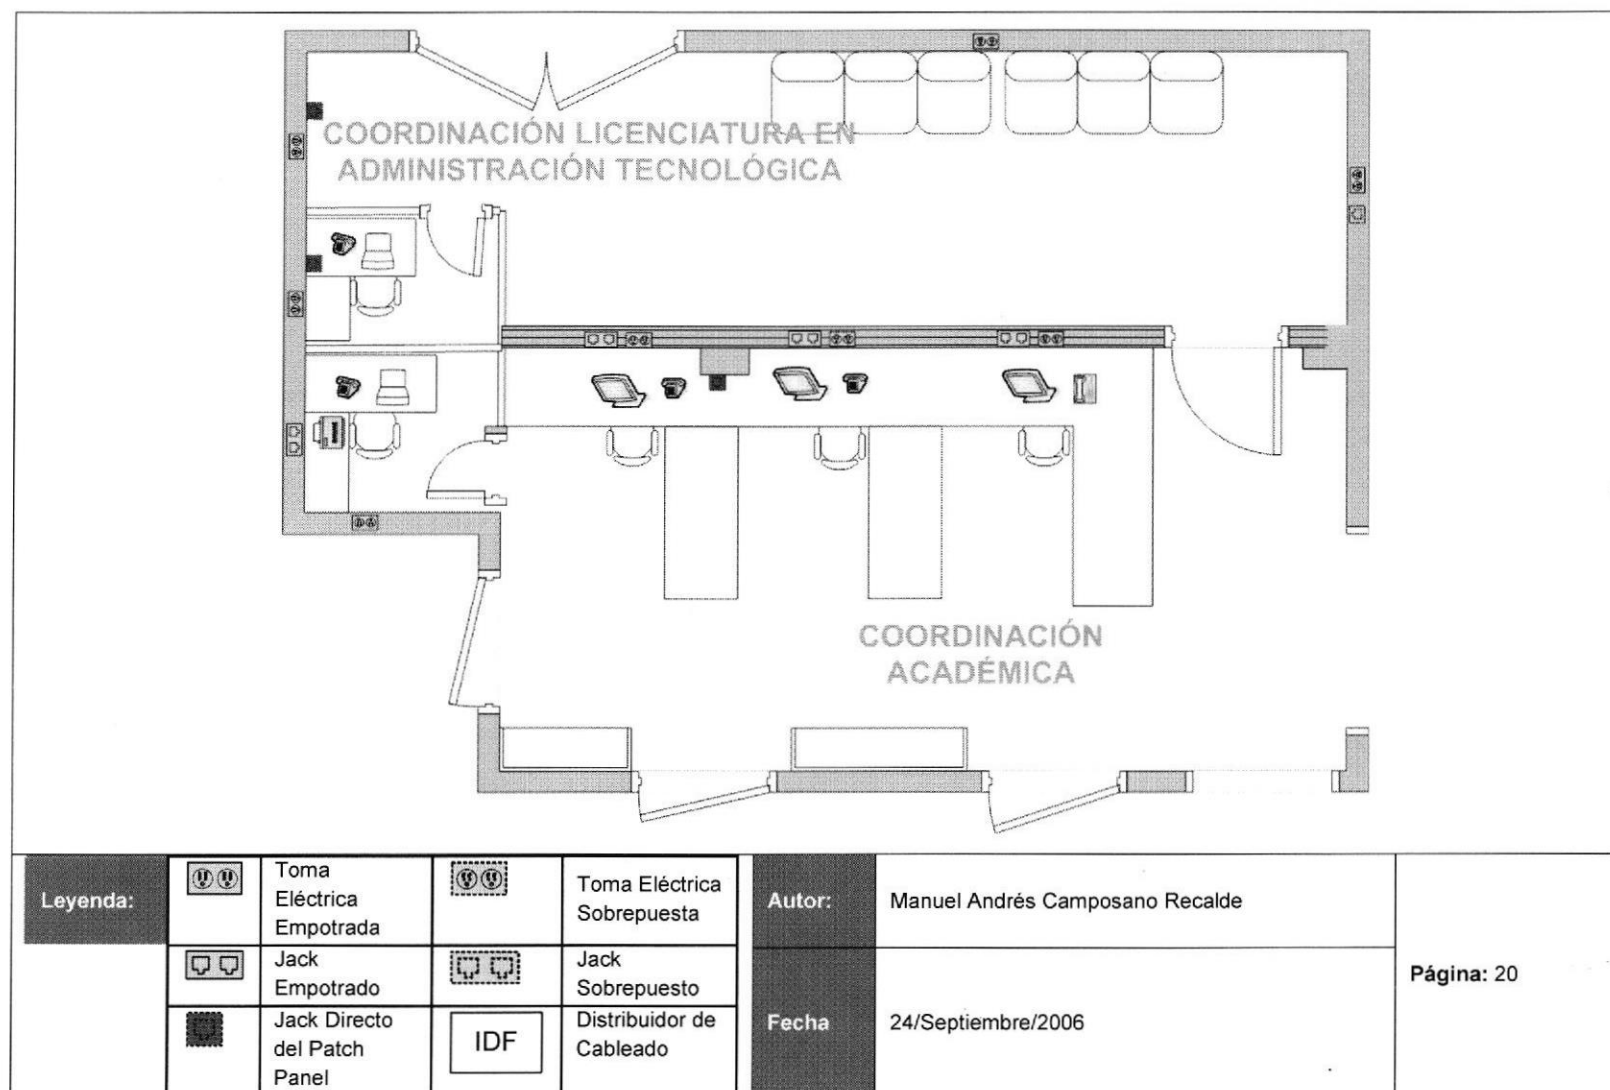 COORDINACIÓN LICENCIATURA EN
ADMINISTRACIÓN TECNOLÓGICA
COORDINACIÓN
ACADÉMICA
Leyenda:
Toma
Eléctrica
Empotrada
Toma Eléctrica
Sobrepuesta
Jack
Empotrado
Jack
Sobrepuesto
Jack Directo
del Patch
Panel
IDF
Distribuidor de
Cableado
Autor:
Manuel Andrés Camposano Recalde
Fecha
24/Septiembre/2006
Página: 20